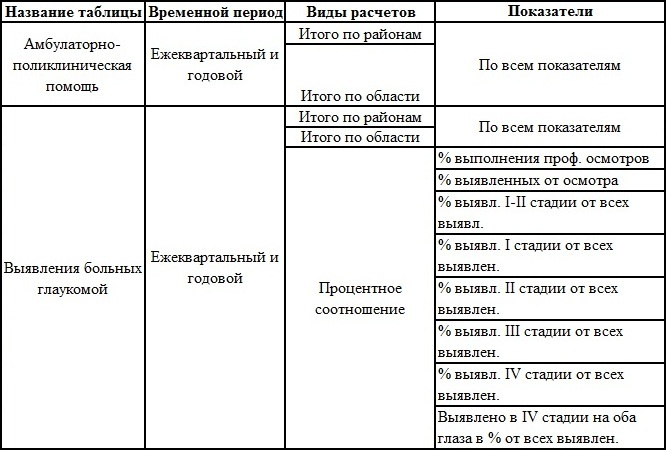 Название таблицы
Временной период
Виды расчетов
Показатели
Амбулаторно-
поликлиническая
помощь
Ежеквартальный и
годовой
Итого по районам
Итого по области
По всем показателям
Выявления больных
глаукомой
Ежеквартальный и
годовой
Итого по районам
Итого по области
По всем показателям
Процентное
соотношение
% выполнения проф. осмотров
% выявленных от осмотра
% выявл. I-II стадии от всех
выявл.
% выявл. I стадии от всех
выявлен.
% выявл. II стадии от всех
выявлен.
% выявл. III стадии от всех
выявлен.
% выявл. IV стадии от всех
выявлен.
Выявлено в IV стадии на оба
глаза в % от всех выявлен.